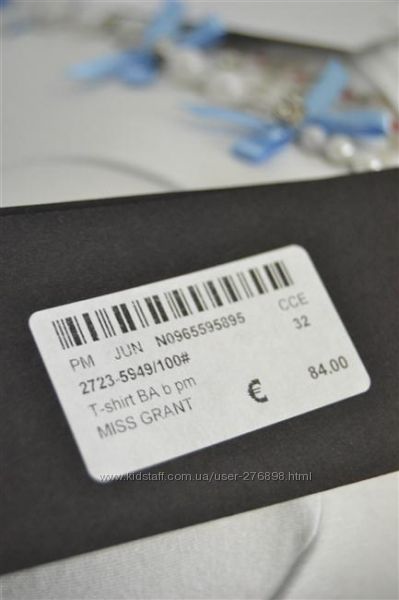 PM JUN N0965595895 CCE
2723-5949/100# 32
T-shirt BA b pm
MISS GRANT € 84.00
www.kidstaff.com.ua/user-276898.html